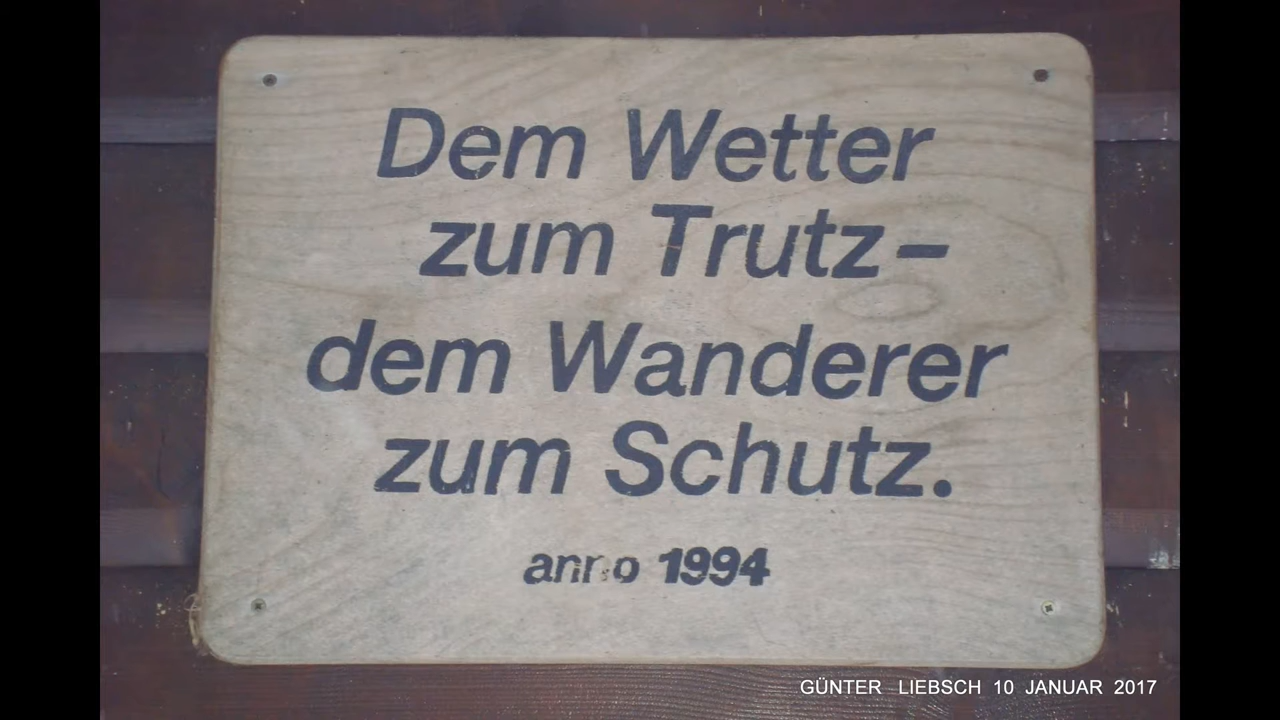 Dem Wetter
zum Trutz–
dem Wanderer
zum Schutz.
anno 1994
GÜNTER LIEBSCH 10 JANUAR 2017